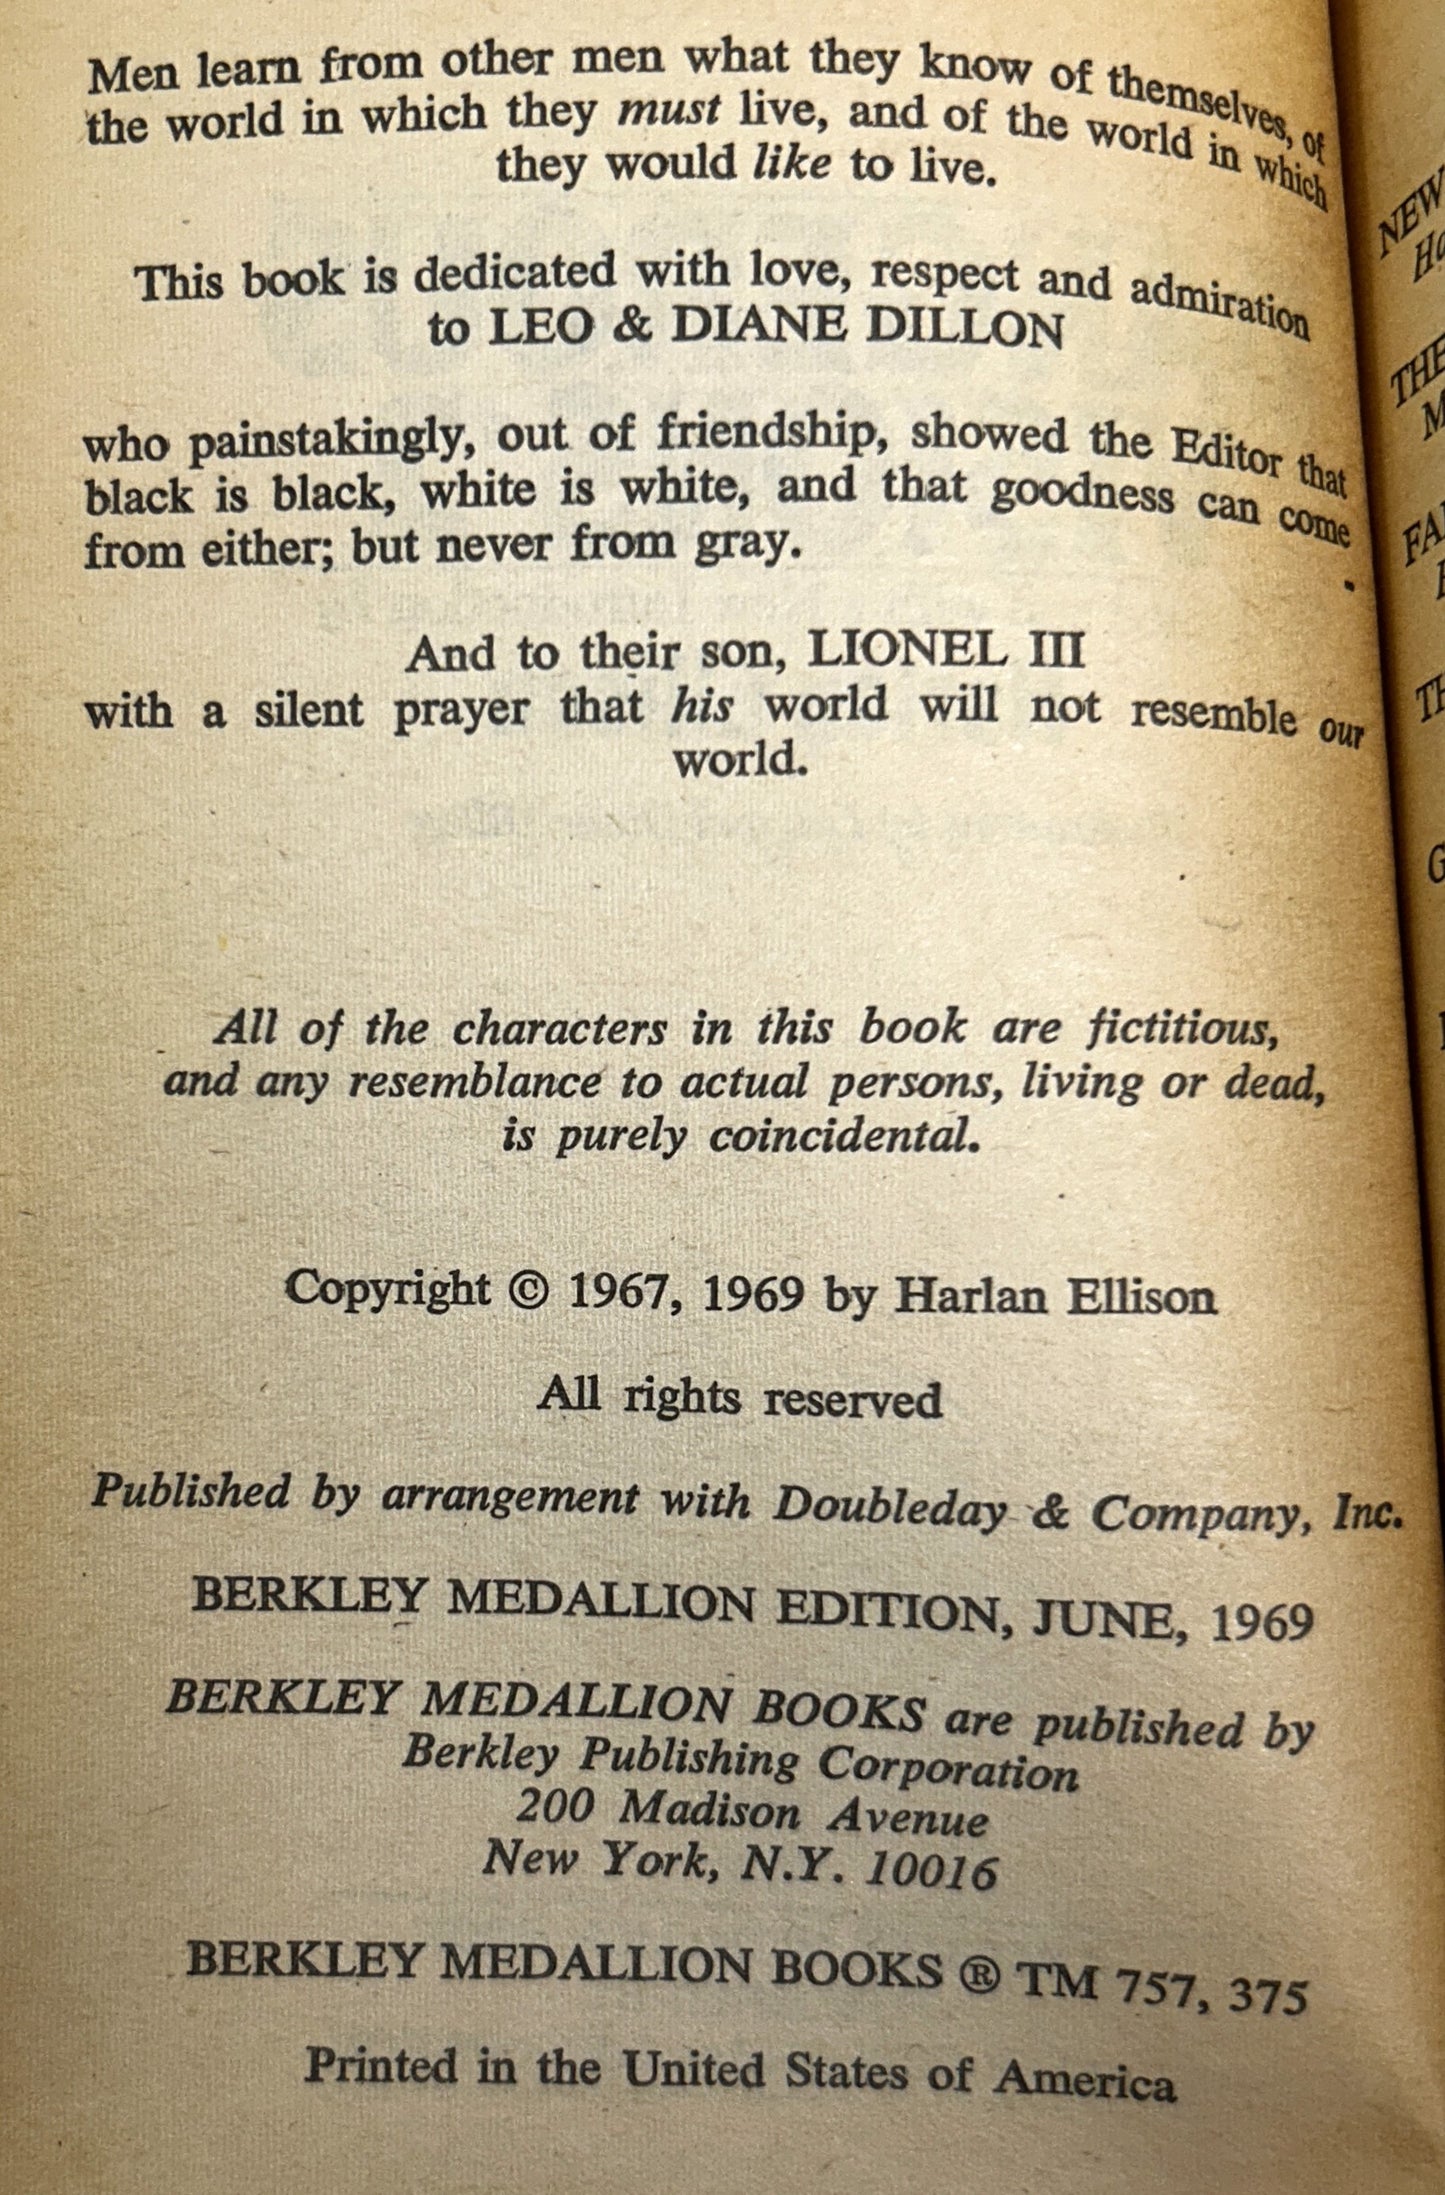 Men learn from other men what they know of themselves, of
the world in which they must live, and of the world in which
they would like to live.
This book is dedicated with love, respect and admiration
to LEO & DIANE DILLON
who painstakingly, out of friendship, showed the Editor that
black is black, white is white, and that goodness can come
from either; but never from gray.
And to their son, LIONEL III
with a silent prayer that his world will not resemble our
world.
All of the characters in this book are fictitious,
and any resemblance to actual persons, living or dead,
is purely coincidental.
Copyright © 1967, 1969 by Harlan Ellison
All rights reserved
Published by arrangement with Doubleday & Company, Inc.
BERKLEY MEDALLION EDITION, JUNE, 1969
BERKLEY MEDALLION BOOKS are published by
Berkley Publishing Corporation
200 Madison Avenue
New York, N.Y. 10016
BERKLEY MEDALLION BOOKS ® TM 757, 375
Printed in the United States of America
NEW
THE